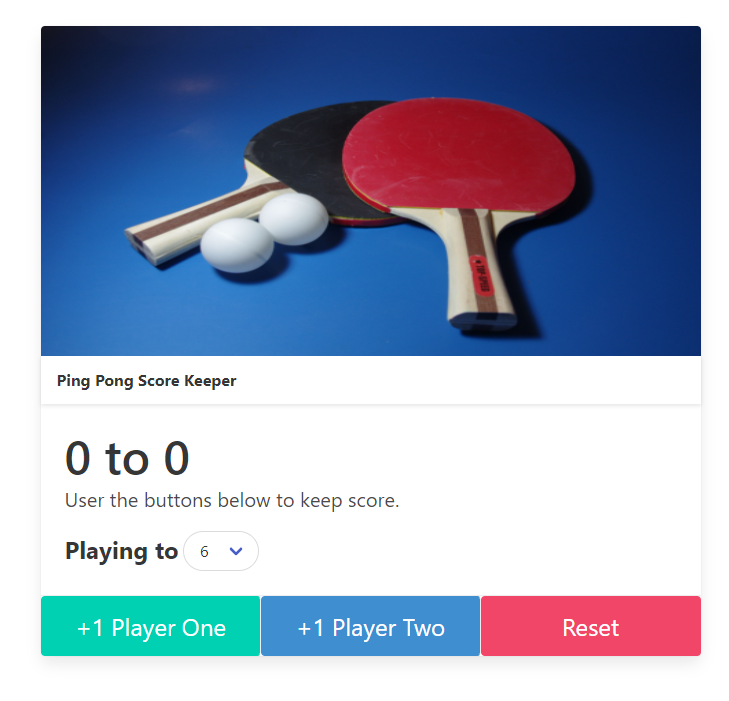 Ping Pong Score Keeper
0 to 0
User the buttons below to keep score.
Playing to 6
+1 Player One +1 Player Two Reset